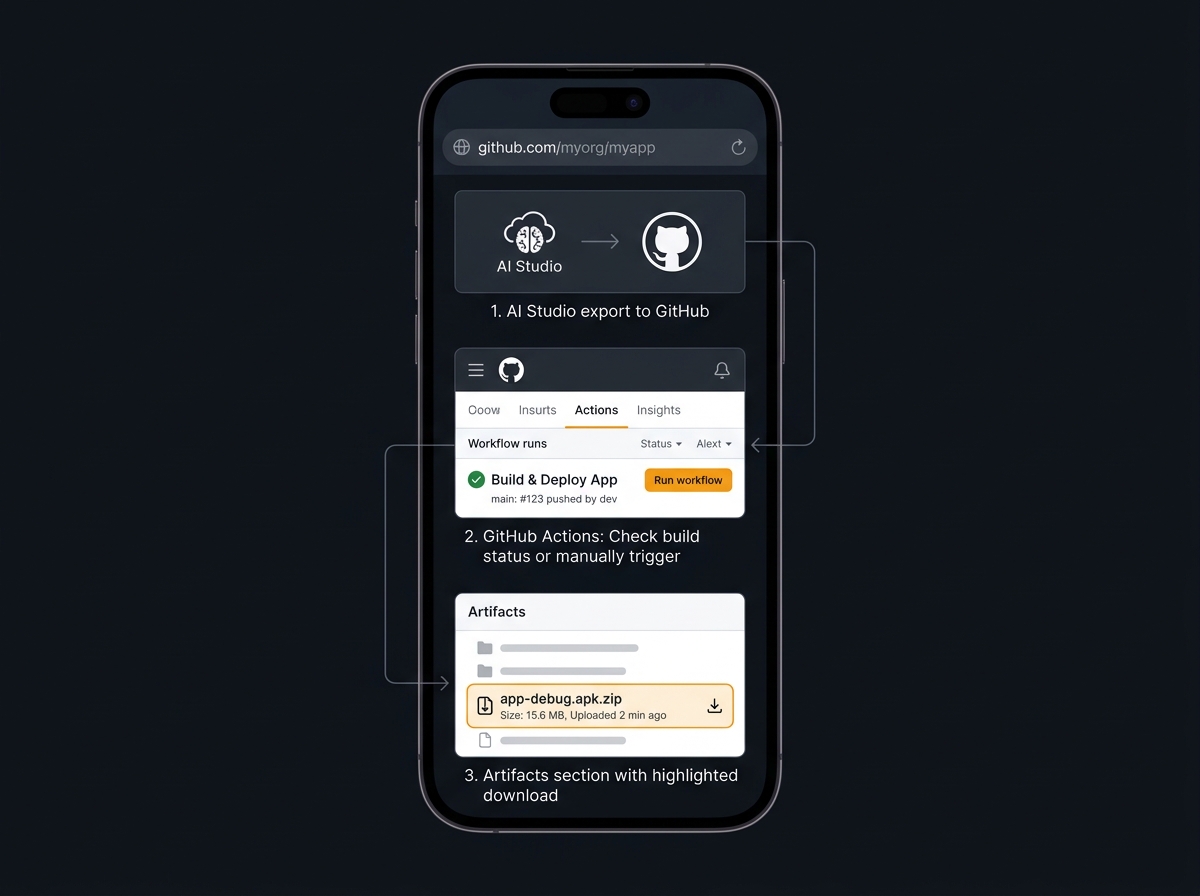 github.com/myorg/myapp
AI Studio
1. AI Studio export to GitHub
Ooow Insurts Actions Insights
Workflow runs Status Alext
Build & Deploy App Run workflow
main: #123 pushed by dev
2. GitHub Actions: Check build
status or manually trigger
Artifacts
app-debug.apk.zip
Size: 15.6 MB, Uploaded 2 min ago
3. Artifacts section with highlighted
download